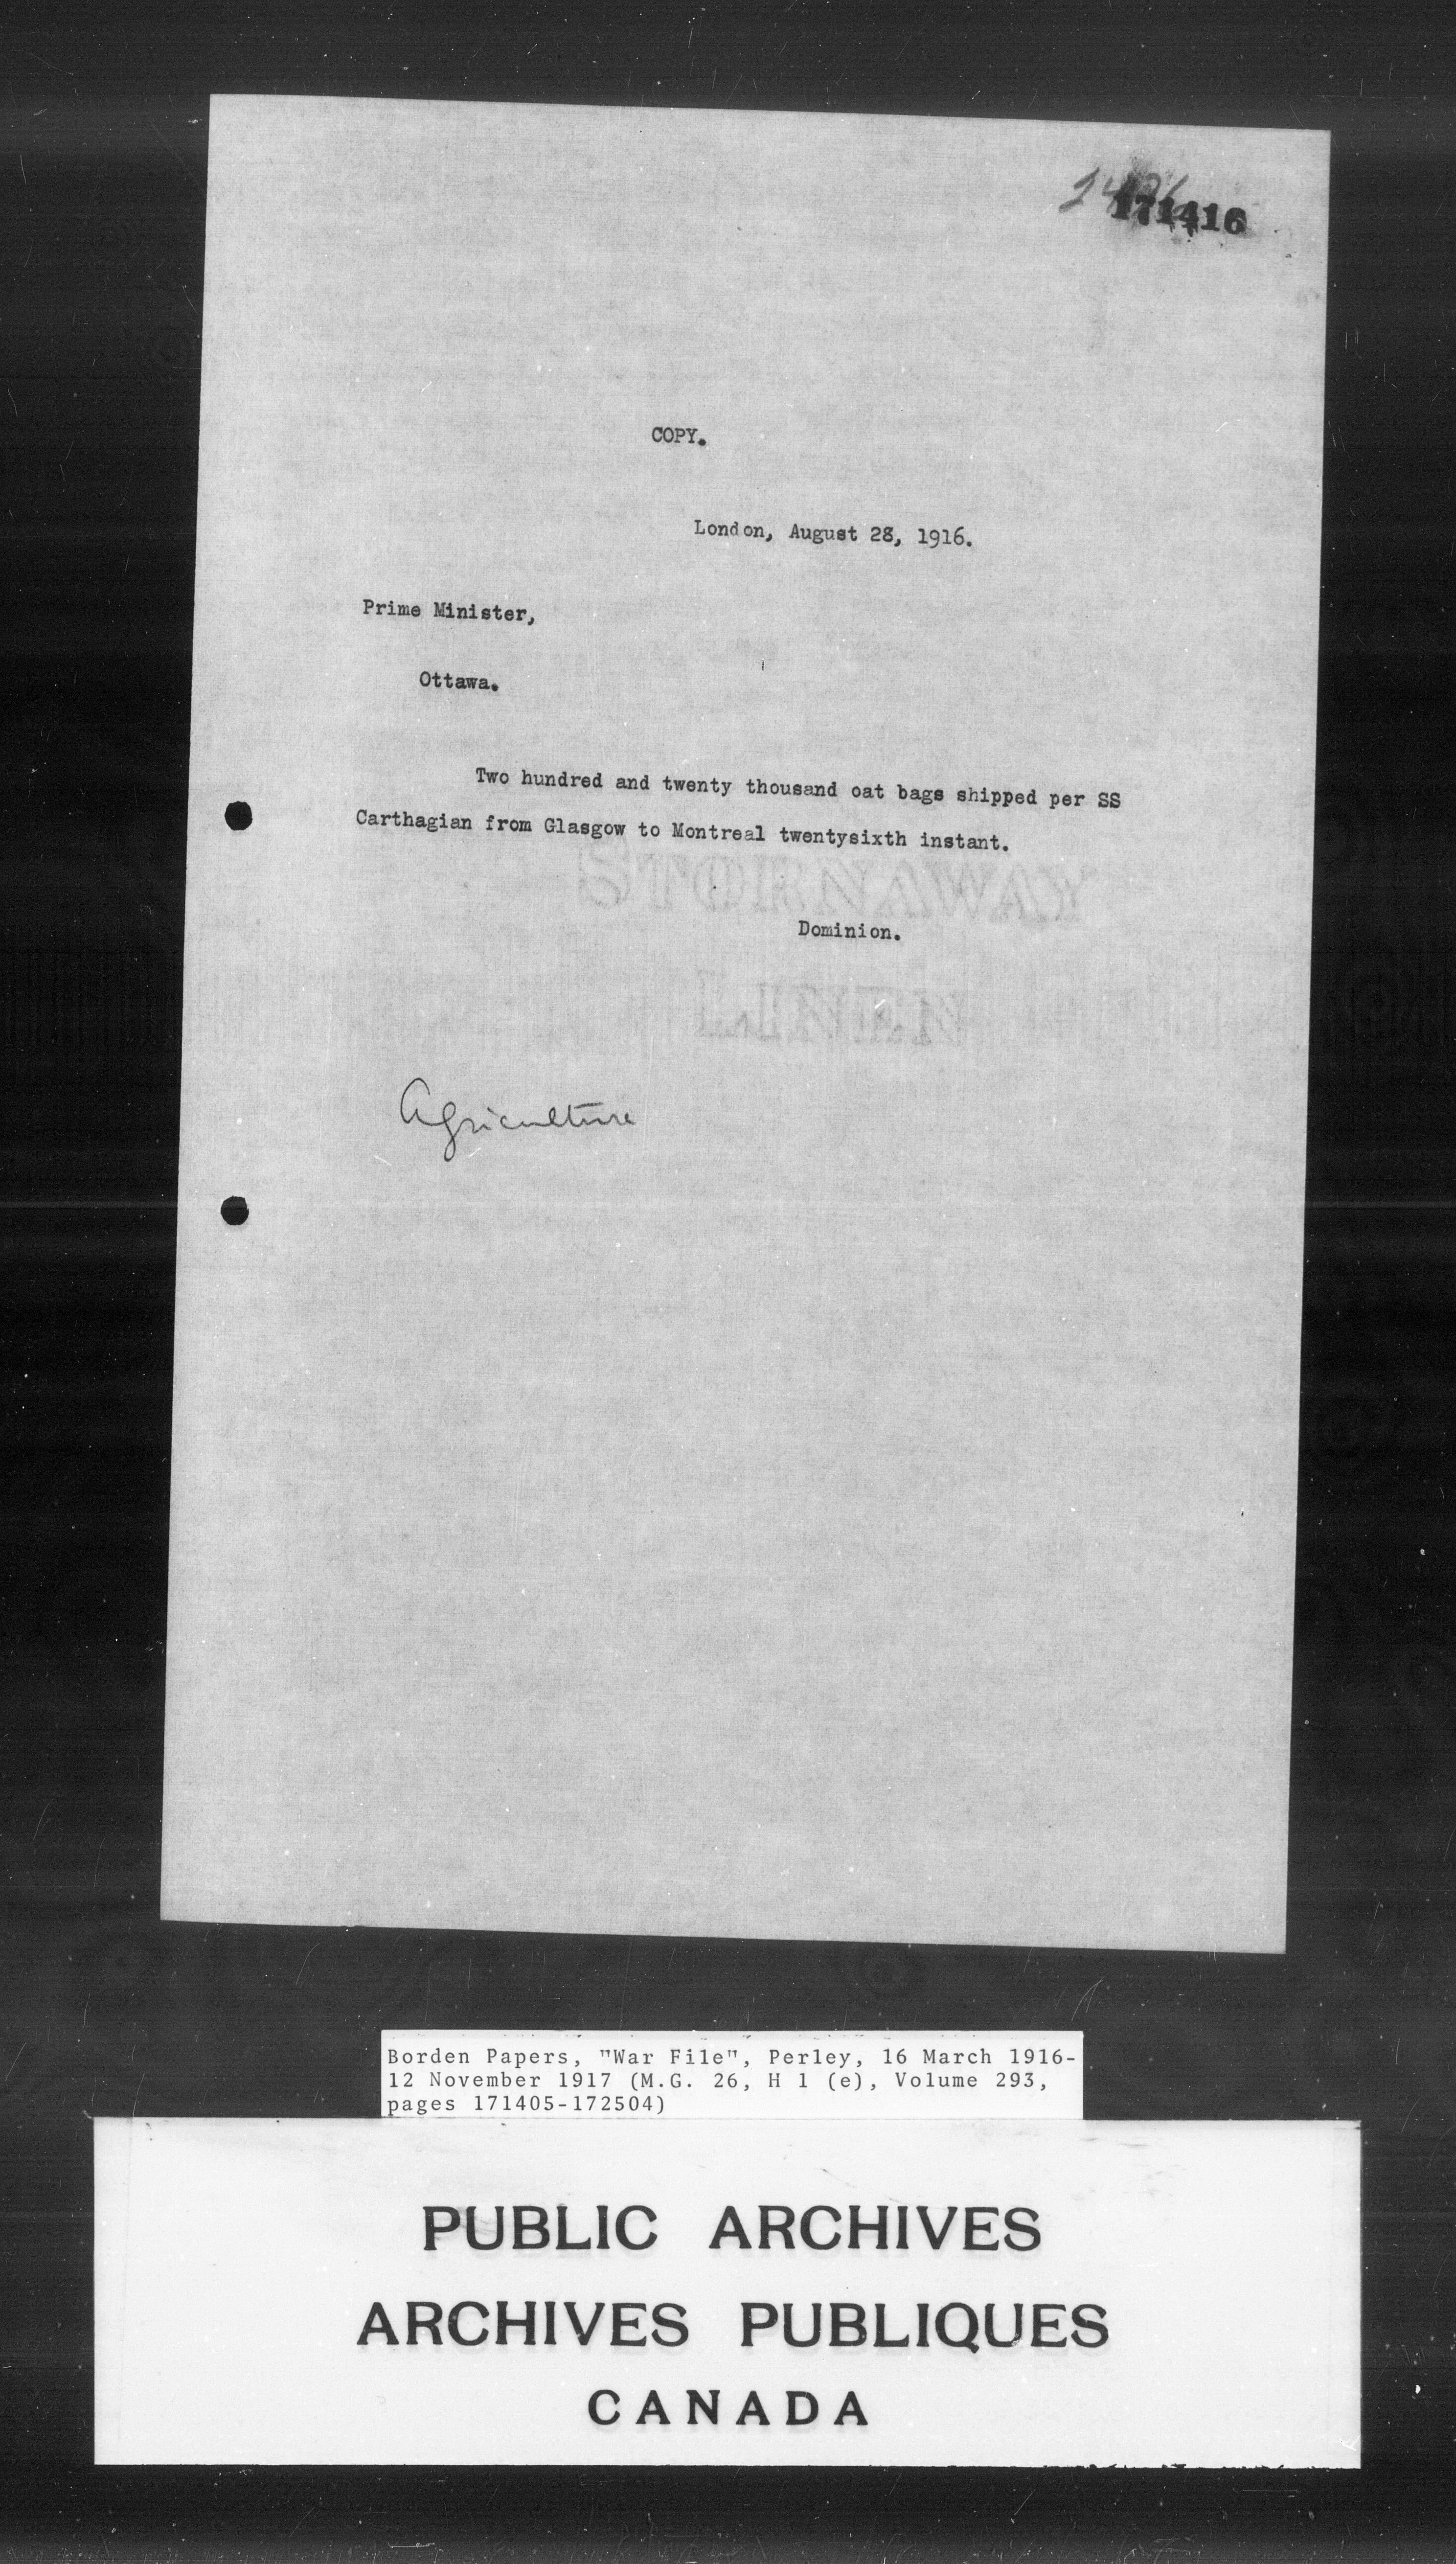 171416
COPY.
London, August 28, 1916.
Prime Minister,
Ottawa.
Two hundred and twenty thousand oat bags shipped per SS
Carthagian from Glasgow to Montreal twentysixth instant.
STORNAWAY
Dominion.
LINEN
Agriculture
Borden Papers, "War File", Perley, 16 March 1916-
12 November 1917 (M.G. 26, H 1 (e), Volume 293,
pages 171405-172504)
PUBLIC ARCHIVES
ARCHIVES PUBLIQUES
CANADA